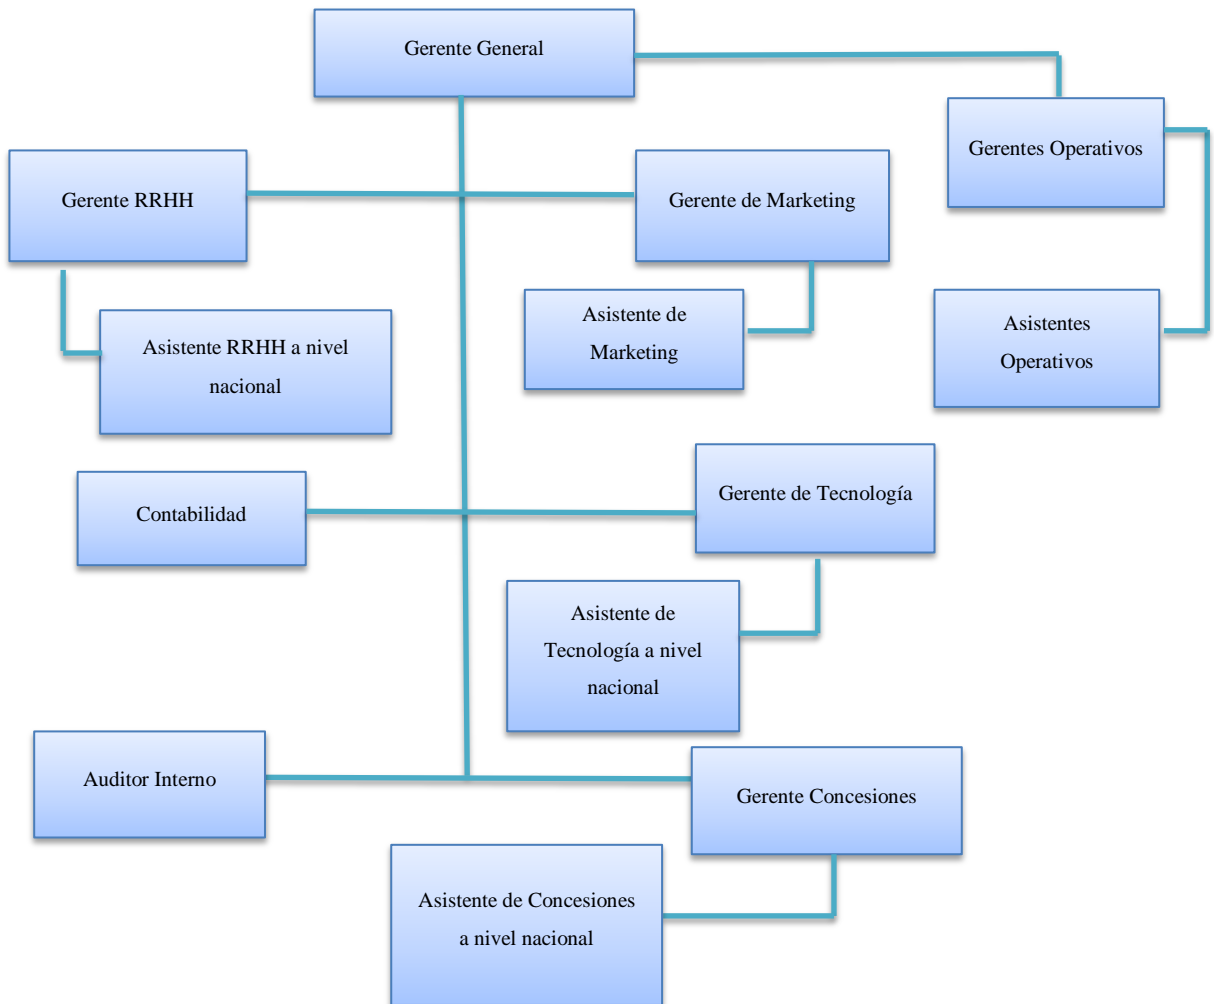 Gerente General
Gerentes Operativos
Gerente RRHH
Gerente de Marketing
Asistente de
Marketing
Asistentes
Operativos
Asistente RRHH a nivel
nacional
Gerente de Tecnología
Contabilidad
Asistente de
Tecnología a nivel
nacional
Auditor Interno
Gerente Concesiones
Asistente de Concesiones
a nivel nacional